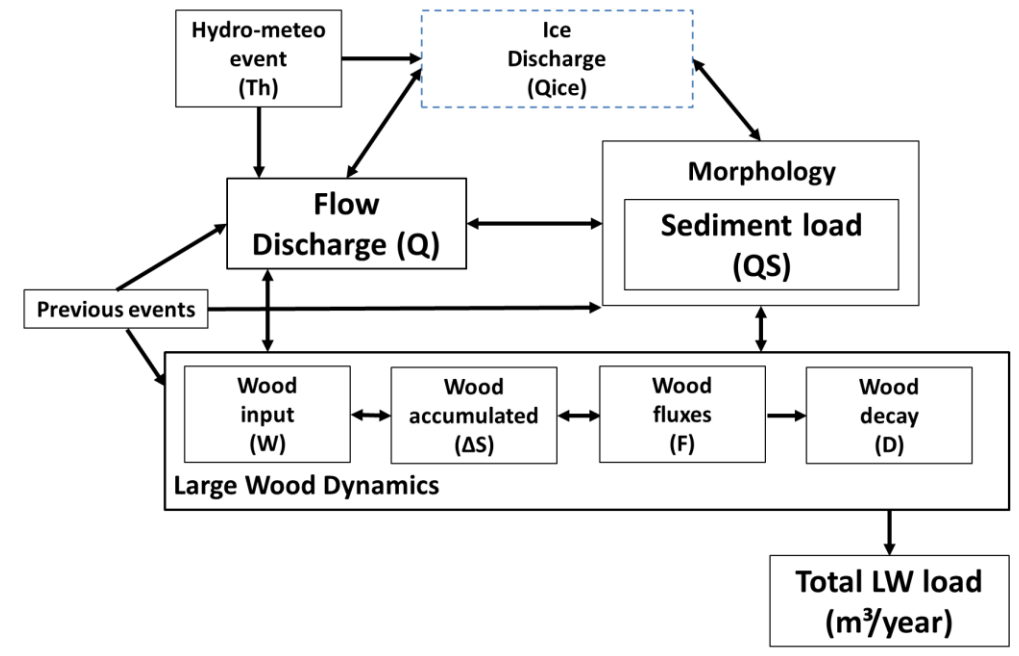 Hydro-meteo
event
(Th)
Ice
Discharge
(Qice)
Morphology
Sediment load
(QS)
Flow
Discharge (Q)
Previous events
Wood
input
(W)
Wood
accumulated
(ΔS)
Wood
fluxes
(F)
Wood
decay
(D)
Large Wood Dynamics
Total LW load
(m³/year)